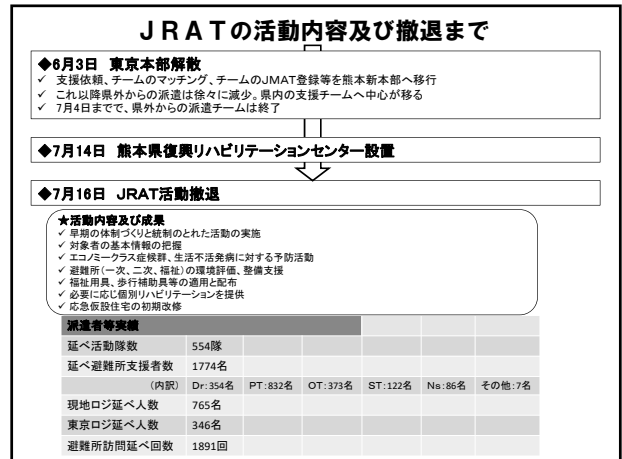 ＪＲＡＴの活動内容及び撤退まで
◆6月3日 東京本部解散
✓ 支援依頼、チームのマッチング、チームのJMAT登録等を熊本新本部へ移行
✓ これ以降県外からの派遣は徐々に減少。県内の支援チームへ中心が移る
✓ 7月4日までで、県外からの派遣チームは終了
◆7月14日 熊本県復興リハビリテーションセンター設置
◆7月16日 JRAT活動撤退
★活動内容及び成果
✓ 早期の体制づくりと統制のとれた活動の実施
✓ 対象者の基本情報の把握
✓ エコノミークラス症候群、生活不活発病に対する予防活動
✓ 避難所（一次、二次、福祉）の環境評価、整備支援
✓ 福祉用具、歩行補助具等の適用と配布
✓ 必要に応じ個別リハビリテーションを提供
✓ 応急仮設住宅の初期改修
派遣者等実績
延べ活動隊数 554隊
延べ避難所支援者数 1774名
（内訳） Dr：354名 PT：832名 OT：373名 ST：122名 Ns：86名 その他：7名
現地ロジ延べ人数 765名
東京ロジ延べ人数 346名
避難所訪問延べ回数 1891回